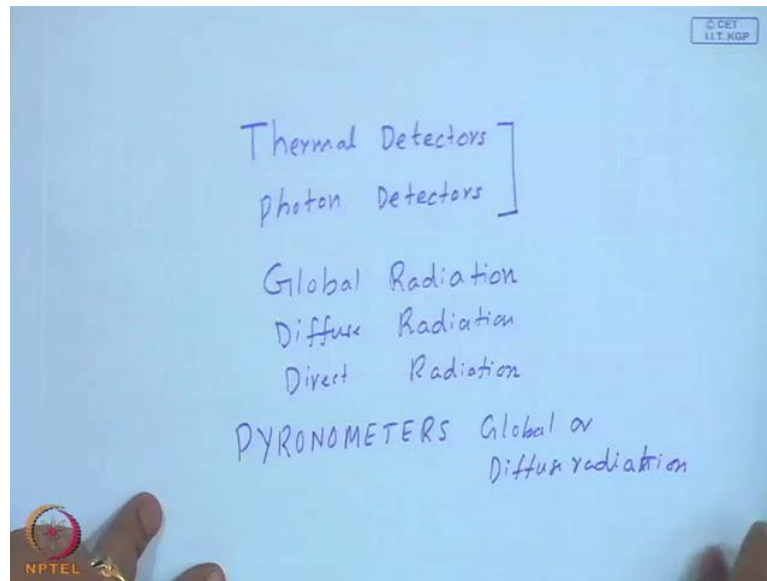 © CET
I.I.T. KGP
Thermal Detectors
Photon Detectors
Global Radiation
Diffuse Radiation
Direct Radiation
PYRONOMETERS Global or
Diffuse radiation
NPTEL